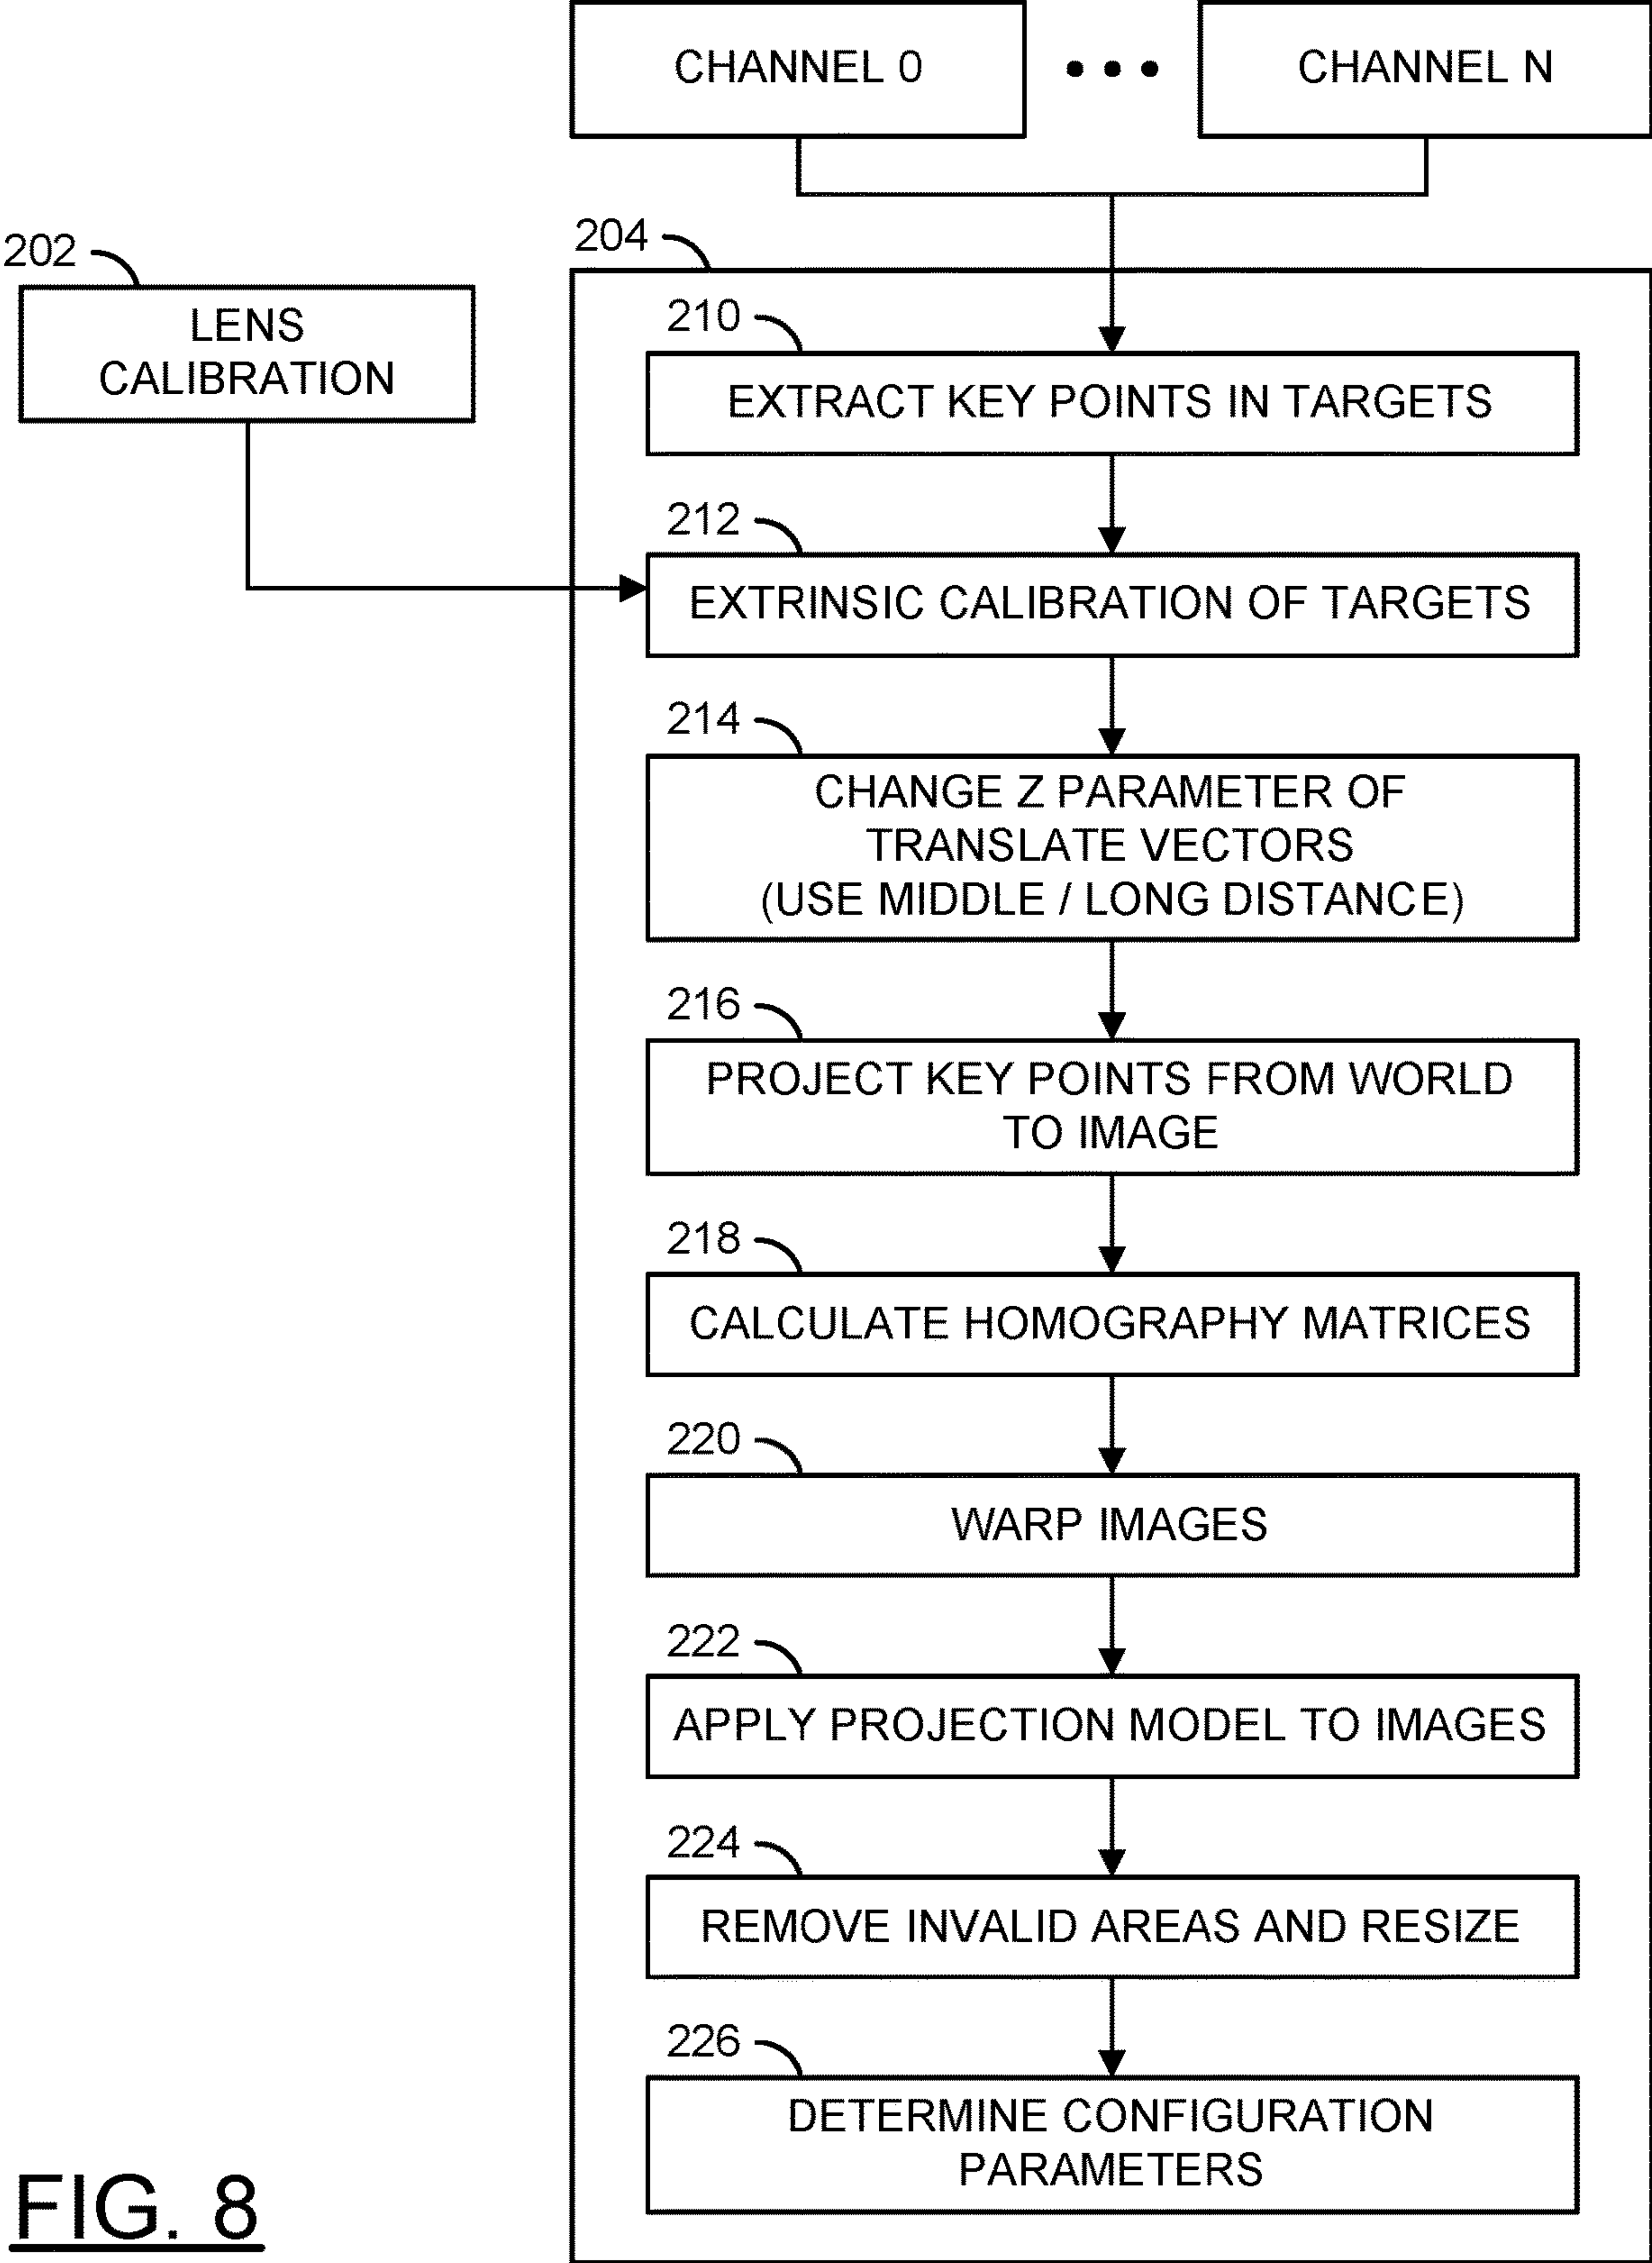 CHANNEL 0
CHANNEL N
204
202
LENS
CALIBRATION
210
EXTRACT KEY POINTS IN TARGETS
212
EXTRINSIC CALIBRATION OF TARGETS
214
CHANGE Z PARAMETER OF
TRANSLATE VECTORS
(USE MIDDLE / LONG DISTANCE)
216
PROJECT KEY POINTS FROM WORLD
TO IMAGE
218
CALCULATE HOMOGRAPHY MATRICES
220
WARP IMAGES
222
APPLY PROJECTION MODEL TO IMAGES
224
REMOVE INVALID AREAS AND RESIZE
226
DETERMINE CONFIGURATION
PARAMETERS
FIG. 8